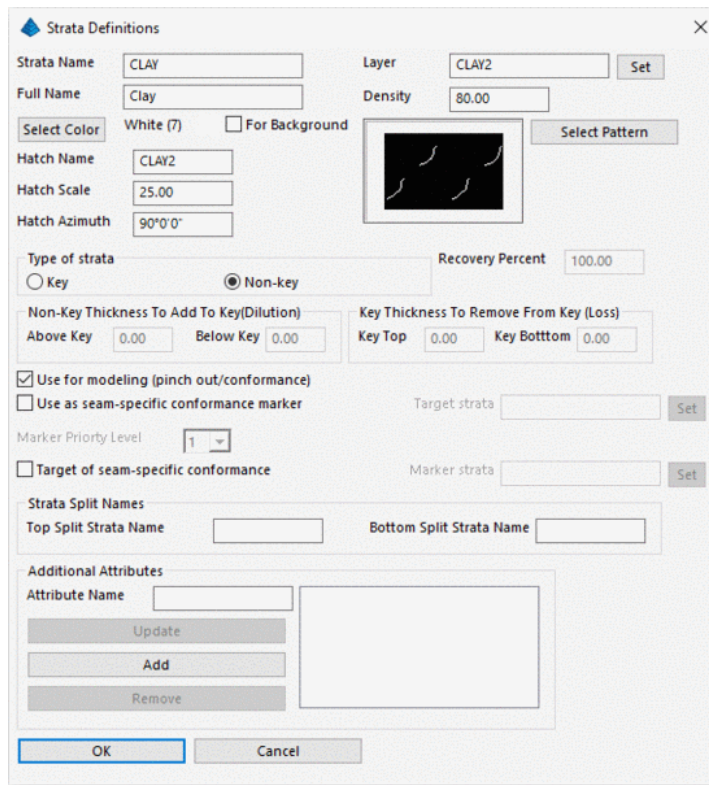 Strata Definitions
Strata Name CLAY Layer CLAY2 Set
Full Name Clay Density 80.00
Select Color White (7) For Background Select Pattern
Hatch Name CLAY2
Hatch Scale 25.00
Hatch Azimuth 90°0'0"
Type of strata Recovery Percent 100.00
Key Non-key
Non-Key Thickness To Add To Key(Dilution) Key Thickness To Remove From Key (Loss)
Above Key 0.00 Below Key 0.00 Key Top 0.00 Key Botttom 0.00
Use for modeling (pinch out/conformance)
Use as seam-specific conformance marker Target strata Set
Marker Priorty Level 1
Target of seam-specific conformance Marker strata Set
Strata Split Names
Top Split Strata Name Bottom Split Strata Name
Additional Attributes
Attribute Name
Update
Add
Remove
OK Cancel